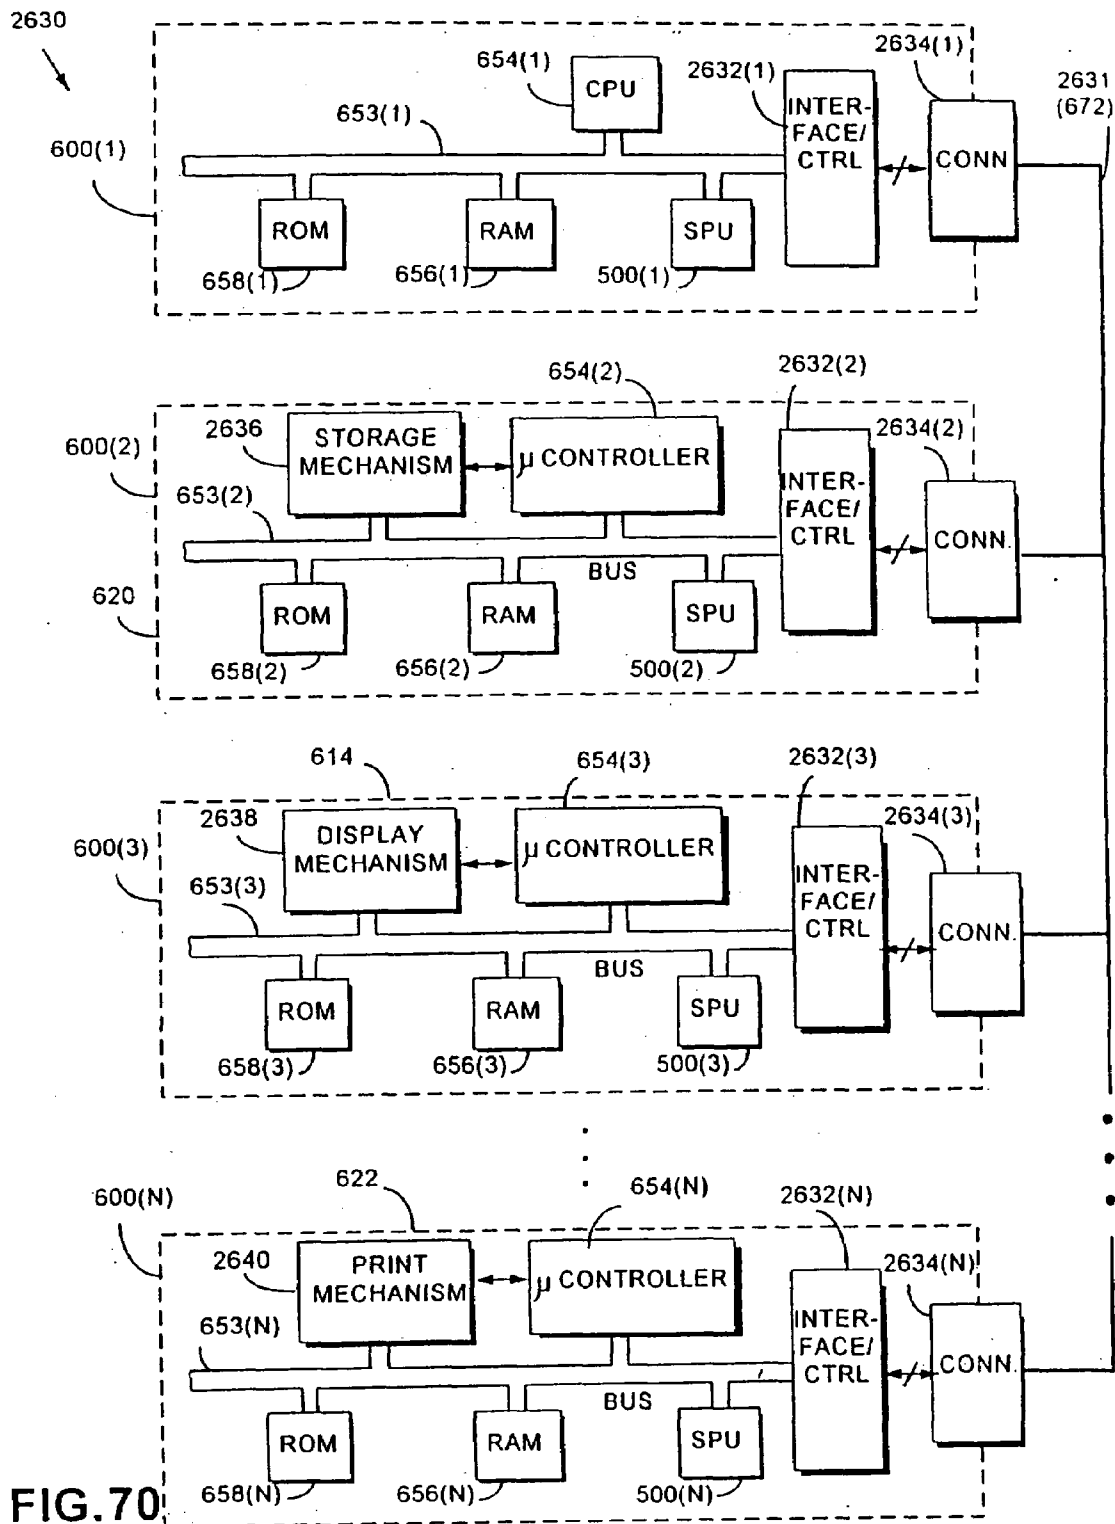 2630
654(1)
2632(1)
2634(1)
2631
(672)
CPU
INTER-
FACE/
CTRL
653(1)
600(1)
CONN
ROM
RAM
SPU
658(1)
656(1)
500(1)
654(2)
2632(2)
600(2)
2636
STORAGE
MECHANISM
μ CONTROLLER
2634(2)
653(2)
INTER-
FACE/
CTRL
CONN.
BUS
620
ROM
RAM
SPU
658(2)
656(2)
500(2)
614
654(3)
2632(3)
2638
DISPLAY
MECHANISM
μ CONTROLLER
2634(3)
600(3)
653(3)
INTER-
FACE/
CTRL
CONN.
BUS
ROM
RAM
SPU
658(3)
656(3)
500(3)
622
654(N)
2632(N)
600(N)
2640
PRINT
MECHANISM
μ CONTROLLER
2634(N)
653(N)
INTER-
FACE/
CTRL
CONN.
BUS
ROM
RAM
SPU
658(N)
656(N)
500(N)
FIG.70